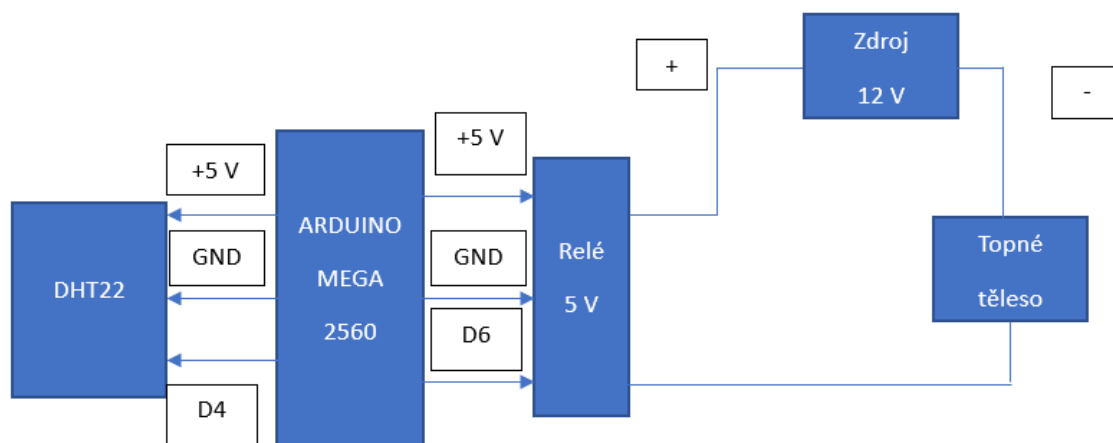 Zdroj
12 V
+
-
+5 V
+5 V
ARDUINO
MEGA
2560
GND
GND
DHT22
Relé
5 V
Topné
těleso
D6
D4